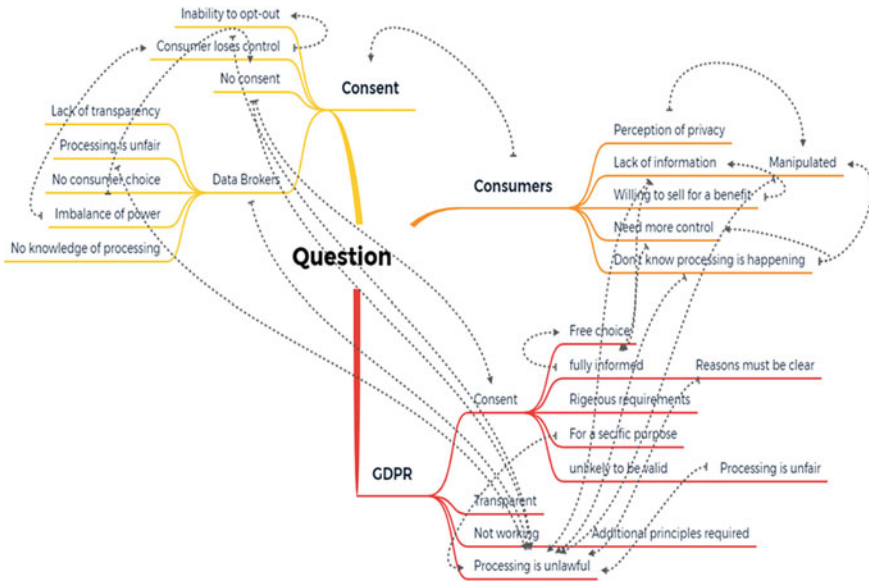 Inability to opt-out
Consumer loses control
No consent
Consent
Lack of transparency
Processing is unfair
No consumer choice
Imbalance of power
No knowledge of processing
Data Brokers
Question
Consumers
Perception of privacy
Lack of information
Manipulated
Willing to sell for a benefit
Need more control
Don't know processing is happening
GDPR
Consent
Free choice
fully informed
Reasons must be clear
Rigerous requirements
For a secific purpose
unlikely to be valid
Processing is unfair
Transparent
Not working
Additional principles required
Processing is unlawful